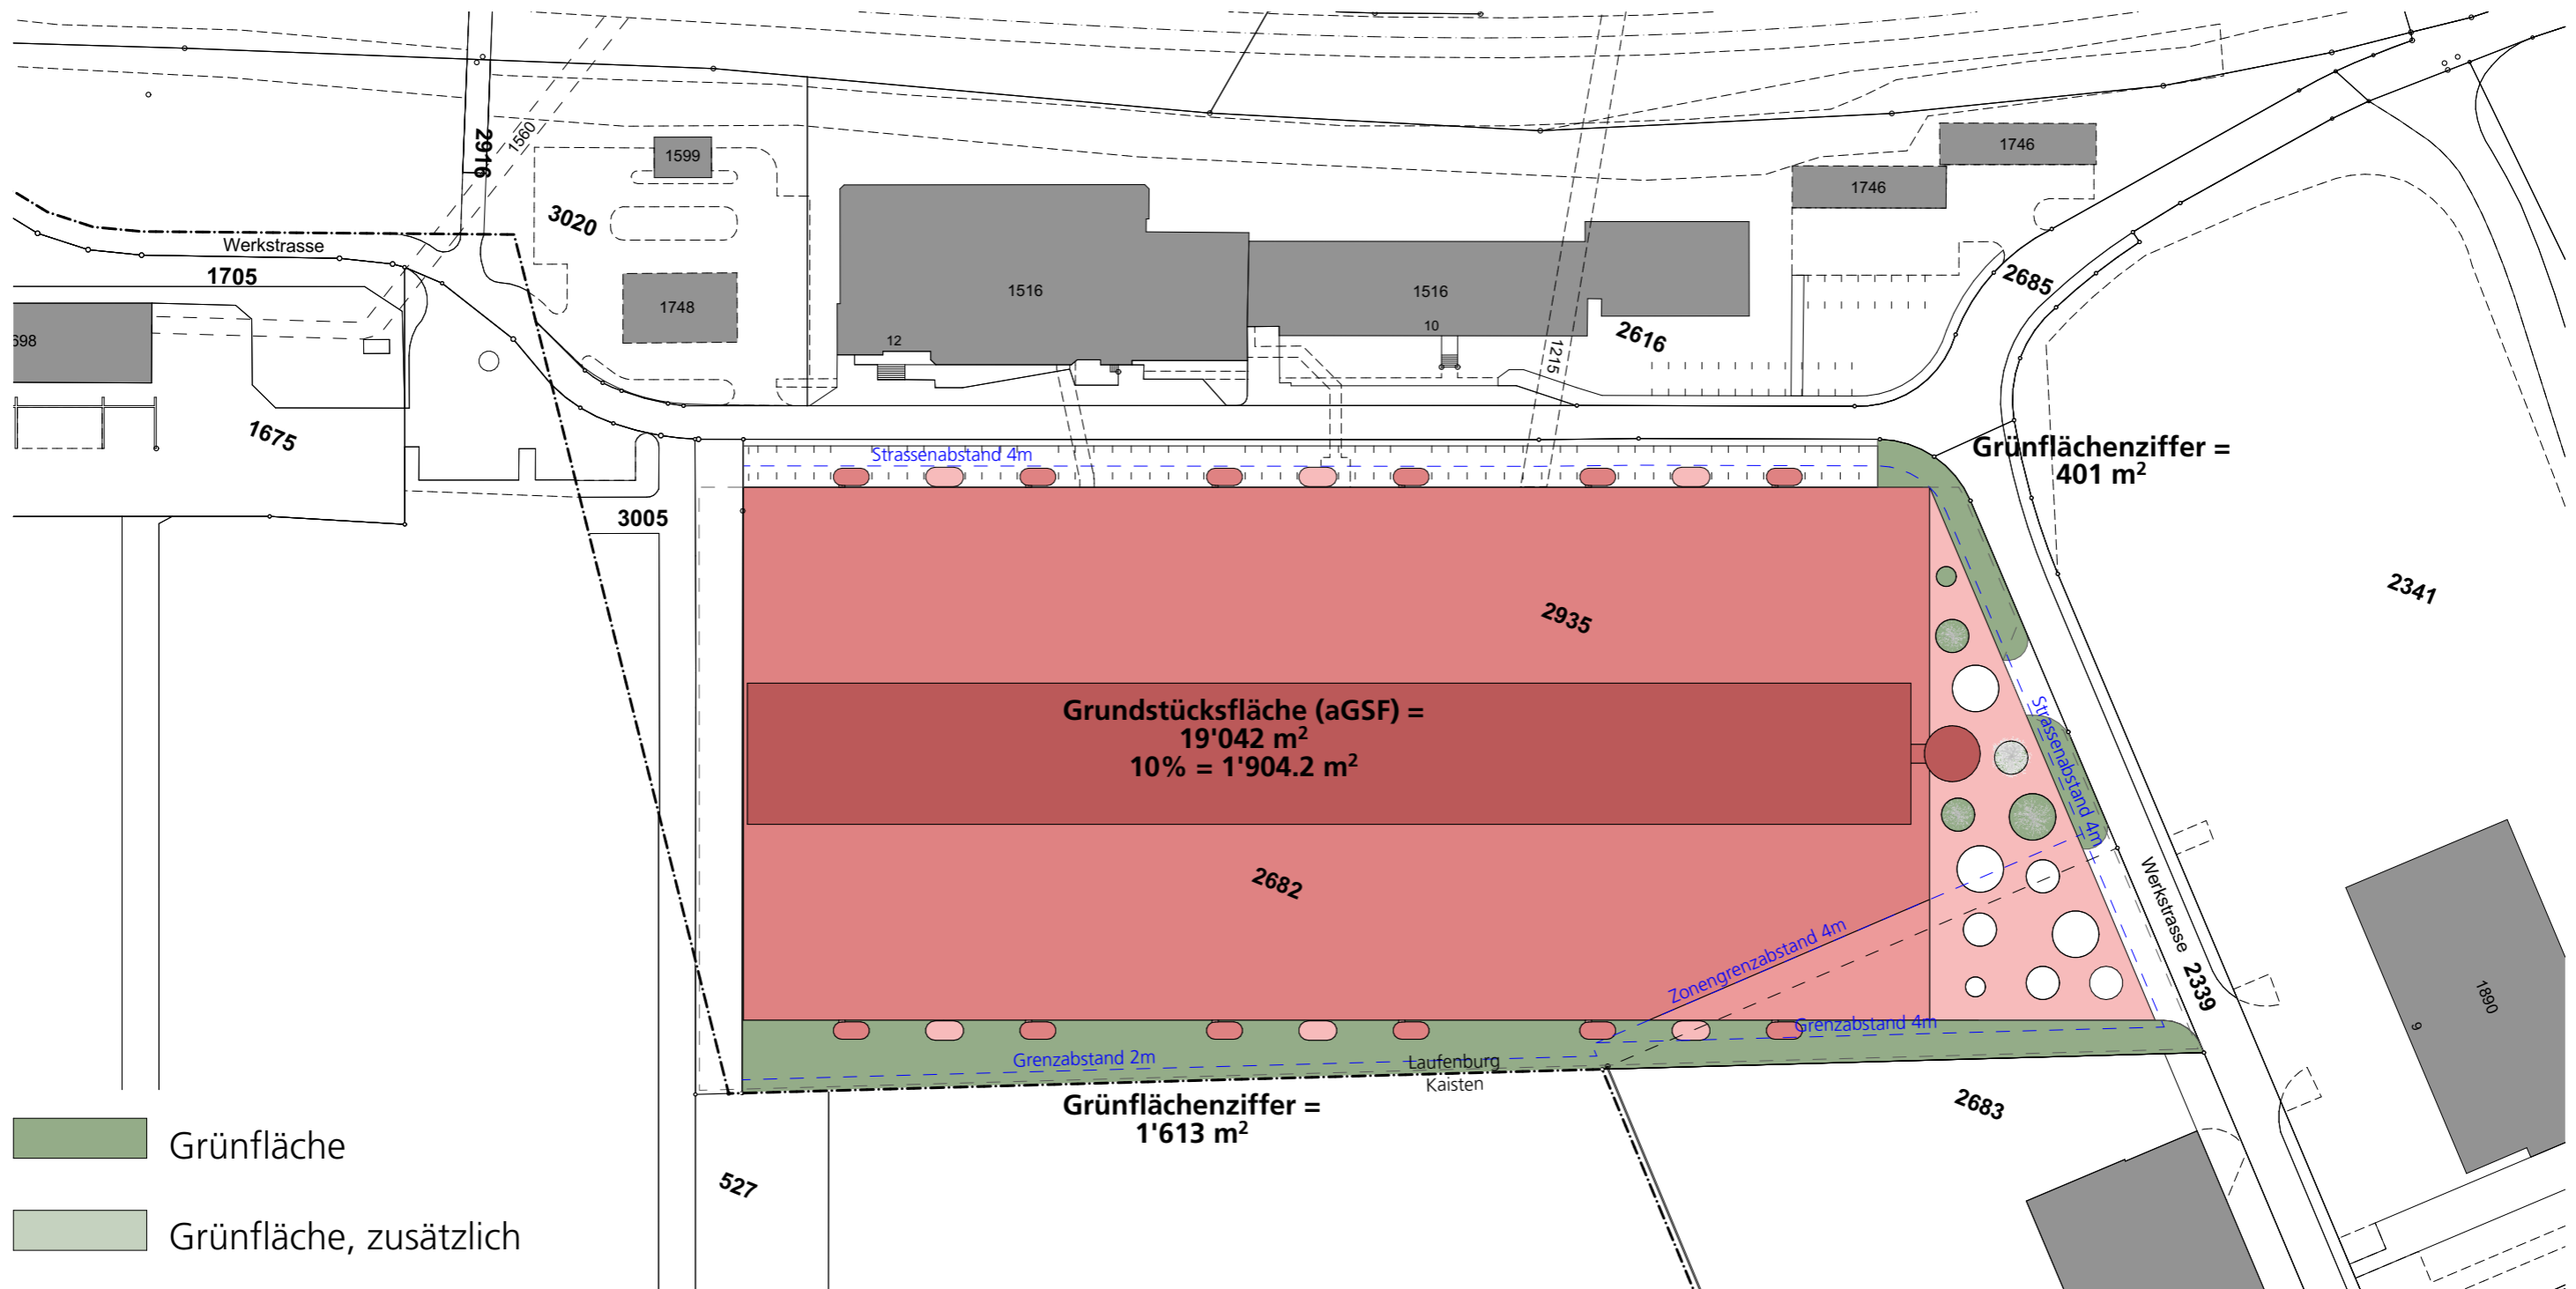 2916
1560
1599
3020
Werkstrasse
1705
1748
698
1675
1516
12
1516
10
1215
2616
1746
1746
2685
Strassenabstand 4m
Grünflächenziffer =
401 m²
3005
2935
2341
Grundstücksfläche (aGSF) =
19'042 m²
10% = 1'904.2 m²
Strassenabstand 4m
2682
Zonengrenzabstand 4m
Werkstrasse
2339
1890
9
Grenzabstand 4m
Grenzabstand 2m
Laufenburg
Kaisten
Grünflächenziffer =
1'613 m²
2683
527
Grünfläche
Grünfläche, zusätzlich